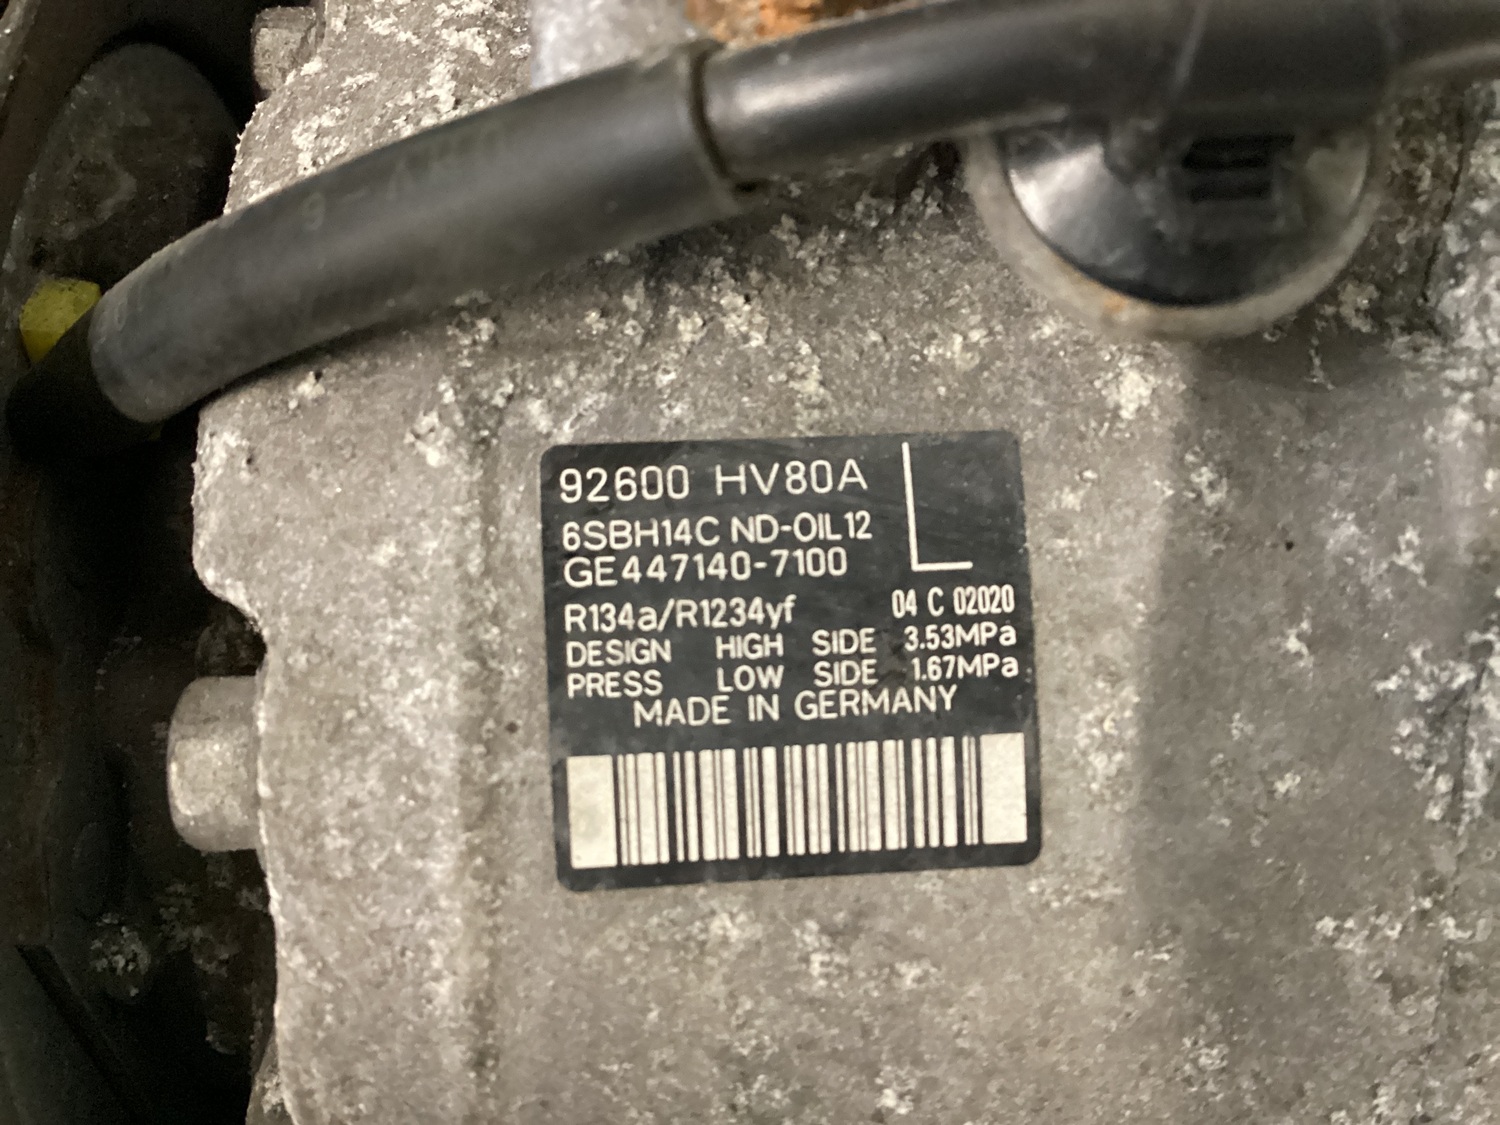 92600 HV80A
6SBH14C ND-OIL12
GE447140-7100
R134a/R1234yf 04 C 02020
DESIGN HIGH SIDE 3.53MPa
PRESS LOW SIDE 1.67MPa
MADE IN GERMANY